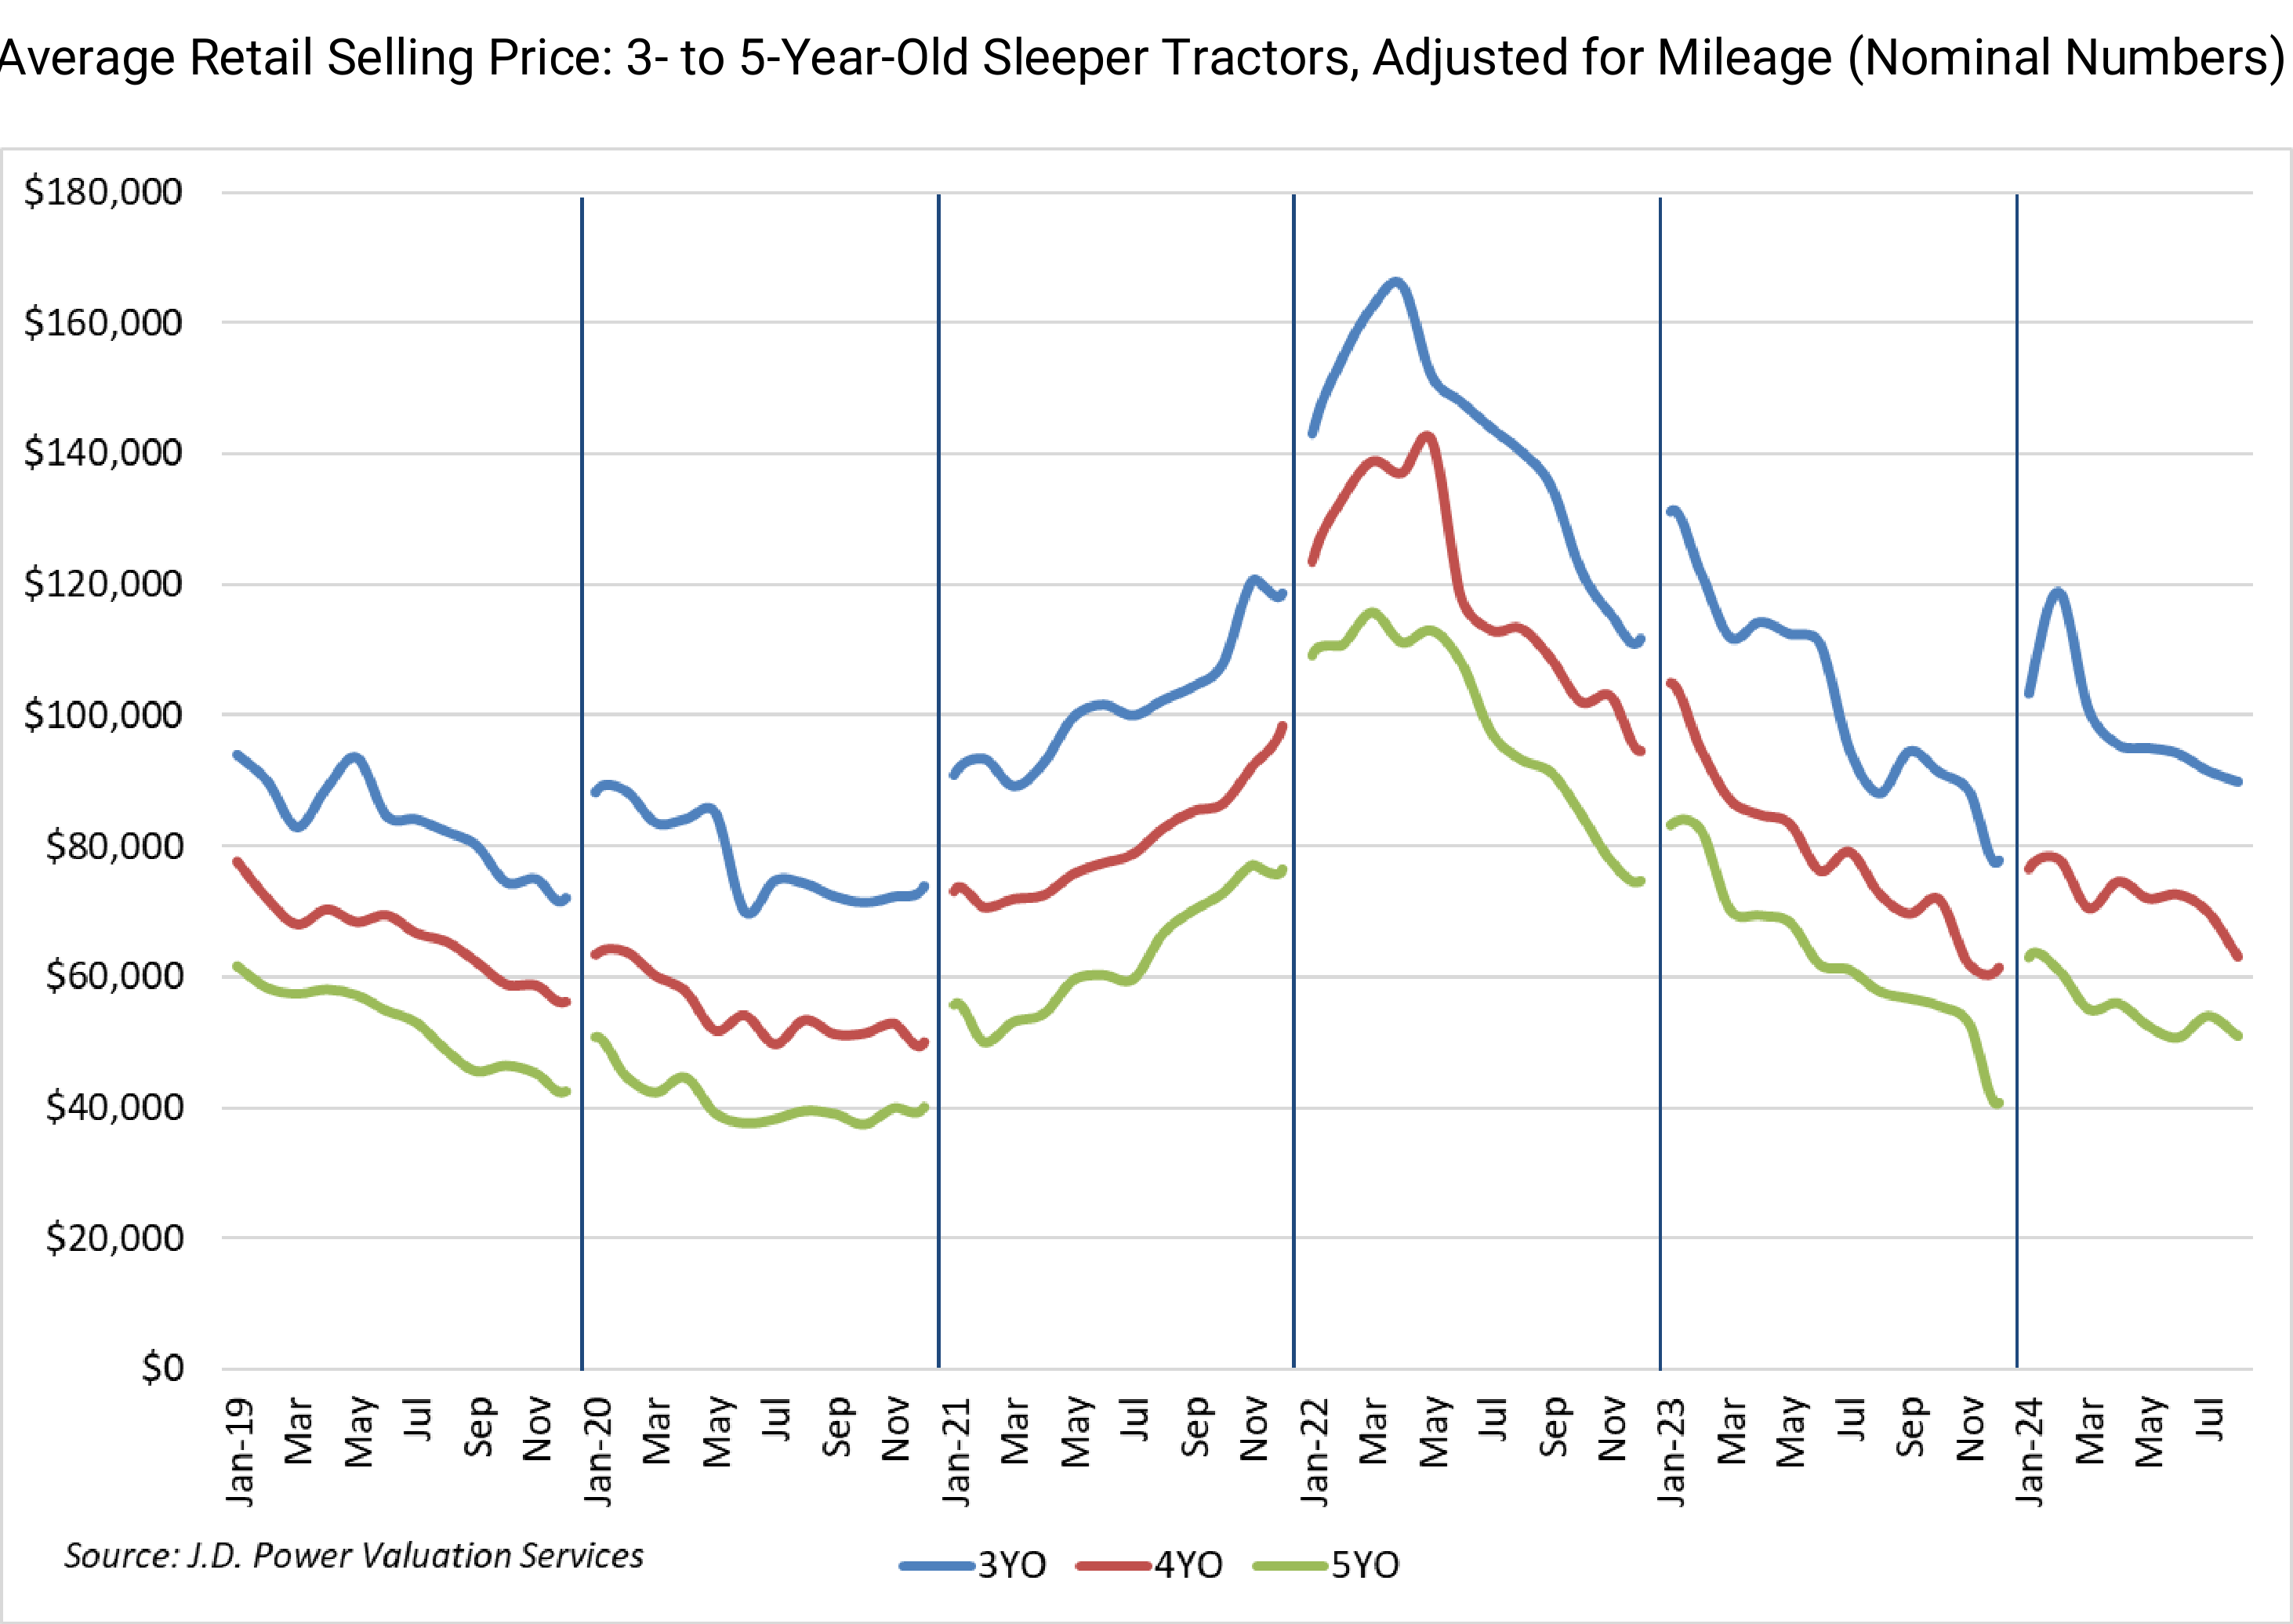 Average Retail Selling Price: 3- to 5-Year-Old Sleeper Tractors, Adjusted for Mileage (Nominal Numbers)
$180,000
$160,000
$140,000
$120,000
$100,000
$80,000
$60,000
$40,000
$20,000
$0
Jan-19
Mar
May
Jul
Sep
Nov
Jan-20
Mar
May
Jul
Sep
Nov
Jan-21
Mar
May
Jul
Sep
Nov
Jan-22
Mar
May
Jul
Sep
Nov
Jan-23
Mar
May
Jul
Sep
Nov
Jan-24
Mar
May
Jul
Source: J.D. Power Valuation Services
3YO
4YO
5YO